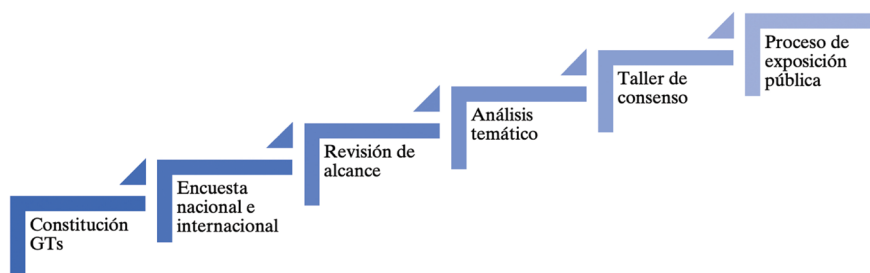 Constitución
GTs
Encuesta
nacional e
internacional
Revisión de
alcance
Análisis
temático
Taller de
consenso
Proceso de
exposición
pública